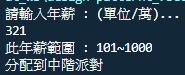 請輸入年薪 : (單位/萬)...
321
此年薪範圍 : 101~1000
分配到中階派對